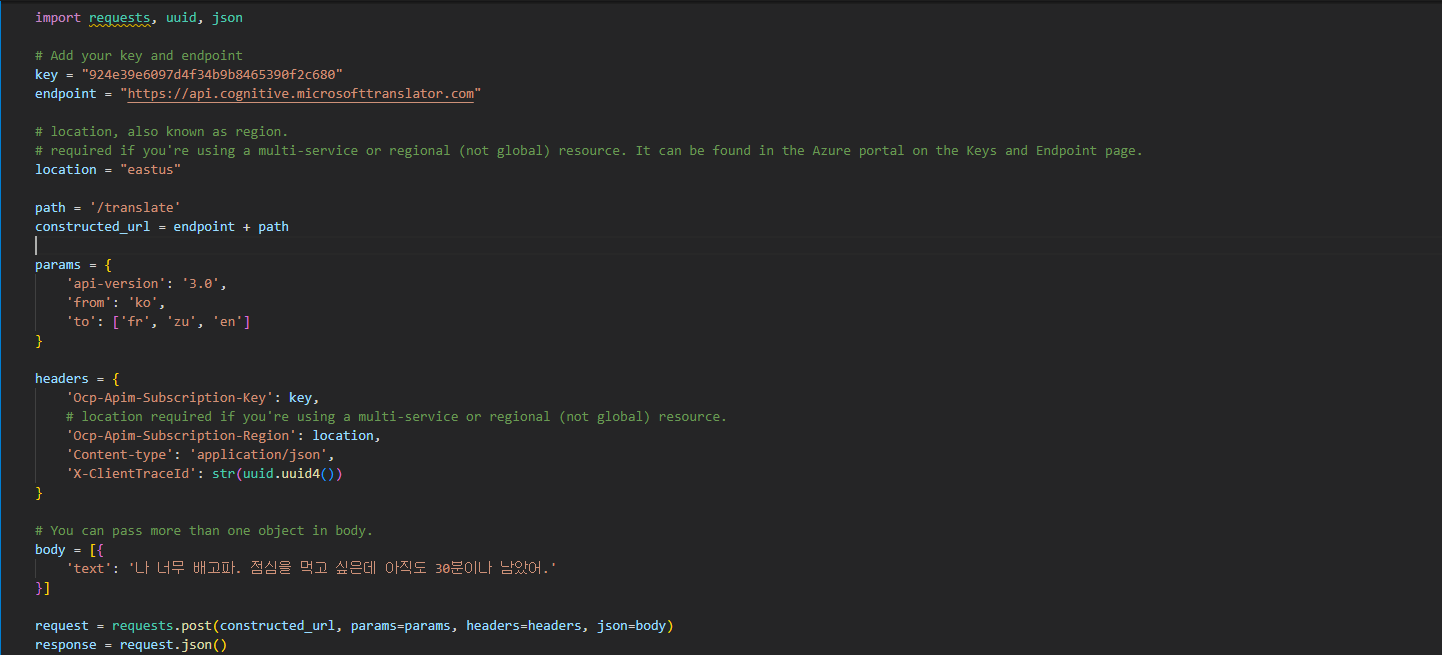 import requests, uuid, json
# Add your key and endpoint
key = "924e39e6097d4f34b9b8465390f2c680"
endpoint = "https://api.cognitive.microsofttranslator.com"
# location, also known as region.
# required if you're using a multi-service or regional (not global) resource. It can be found in the Azure portal on the Keys and Endpoint page.
location = "eastus"
path = '/translate'
constructed_url = endpoint + path
params = {
    'api-version': '3.0',
    'from': 'ko',
    'to': ['fr', 'zu', 'en']
}
headers = {
    'Ocp-Apim-Subscription-Key': key,
    # location required if you're using a multi-service or regional (not global) resource.
    'Ocp-Apim-Subscription-Region': location,
    'Content-type': 'application/json',
    'X-ClientTraceId': str(uuid.uuid4())
}
# You can pass more than one object in body.
body = [{
    'text': '나 너무 배고파. 점심을 먹고 싶은데 아직도 30분이나 남았어.'
}]
request = requests.post(constructed_url, params=params, headers=headers, json=body)
response = request.json()